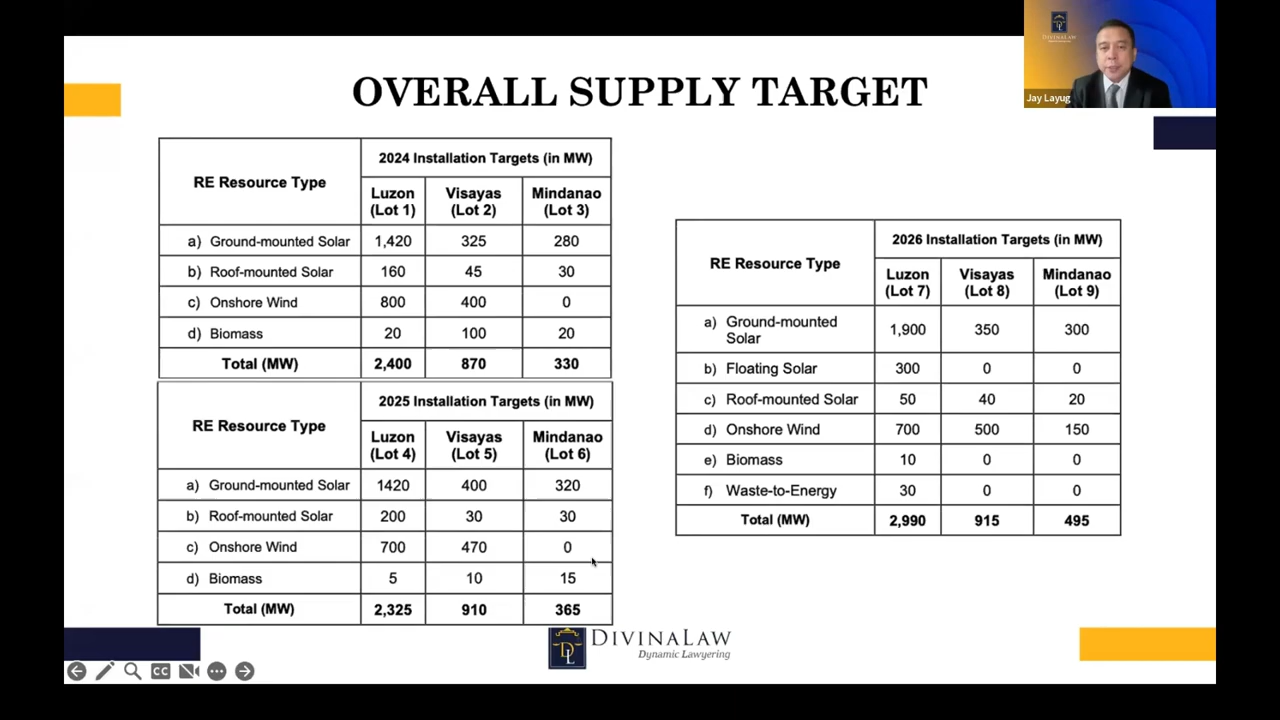 OVERALL SUPPLY TARGET
DIVINALAW
Jay Layug
RE Resource Type
2024 Installation Targets (in MW)
Luzon (Lot 1) Visayas (Lot 2) Mindanao (Lot 3)
a) Ground-mounted Solar 1,420 325 280
b) Roof-mounted Solar 160 45 30
c) Onshore Wind 800 400 0
d) Biomass 20 100 20
Total (MW) 2,400 870 330
RE Resource Type
2025 Installation Targets (in MW)
Luzon (Lot 4) Visayas (Lot 5) Mindanao (Lot 6)
a) Ground-mounted Solar 1420 400 320
b) Roof-mounted Solar 200 30 30
c) Onshore Wind 700 470 0
d) Biomass 5 10 15
Total (MW) 2,325 910 365
RE Resource Type
2026 Installation Targets (in MW)
Luzon (Lot 7) Visayas (Lot 8) Mindanao (Lot 9)
a) Ground-mounted Solar 1,900 350 300
b) Floating Solar 300 0 0
c) Roof-mounted Solar 50 40 20
d) Onshore Wind 700 500 150
e) Biomass 10 0 0
f) Waste-to-Energy 30 0 0
Total (MW) 2,990 915 495
DL
DIVINALAW
Dynamic Lawyering
CC